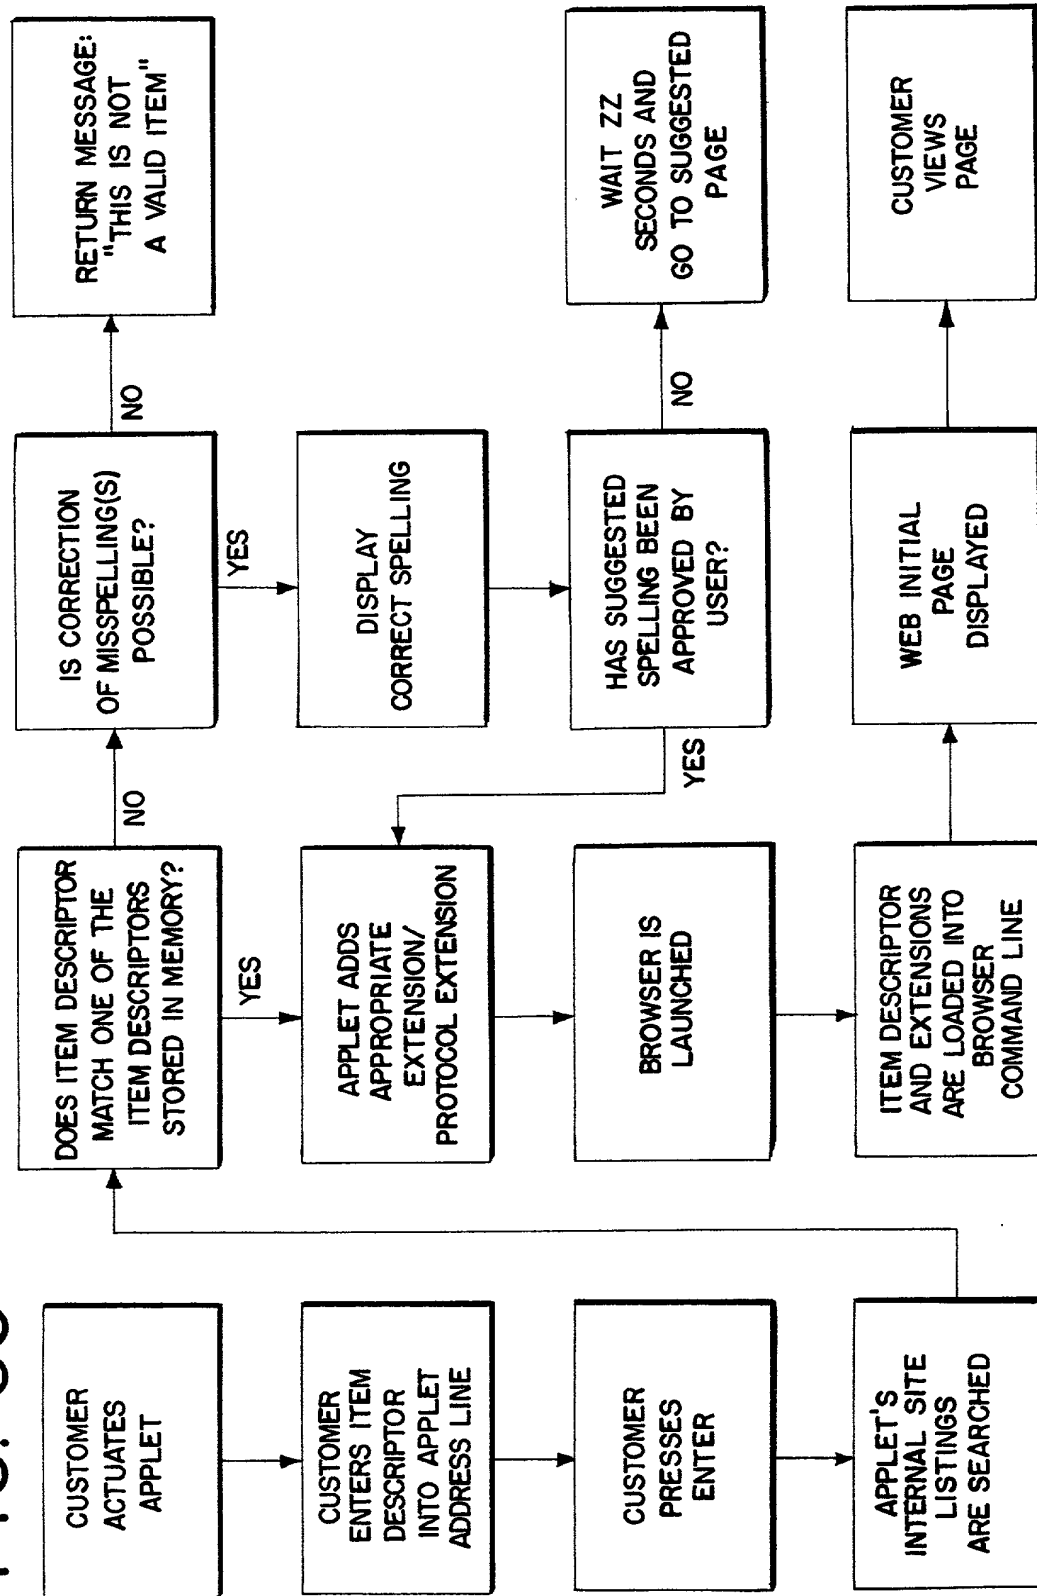 CUSTOMER
ACTUATES
APPLET
CUSTOMER
ENTERS ITEM
DESCRIPTOR
INTO APPLET
ADDRESS LINE
CUSTOMER
PRESSES
ENTER
APPLET'S
INTERNAL SITE
LISTINGS
ARE SEARCHED
DOES ITEM DESCRIPTOR
MATCH ONE OF THE
ITEM DESCRIPTORS
STORED IN MEMORY?
NO
YES
APPLET ADDS
APPROPRIATE
EXTENSION/
PROTOCOL EXTENSION
BROWSER IS
LAUNCHED
ITEM DESCRIPTOR
AND EXTENSIONS
ARE LOADED INTO
BROWSER
COMMAND LINE
IS CORRECTION
OF MISSPELLING(S)
POSSIBLE?
NO
YES
DISPLAY
CORRECT SPELLING
HAS SUGGESTED
SPELLING BEEN
APPROVED BY
USER?
NO
YES
WEB INITIAL
PAGE
DISPLAYED
RETURN MESSAGE:
"THIS IS NOT
A VALID ITEM"
WAIT ZZ
SECONDS AND
GO TO SUGGESTED
PAGE
CUSTOMER
VIEWS
PAGE